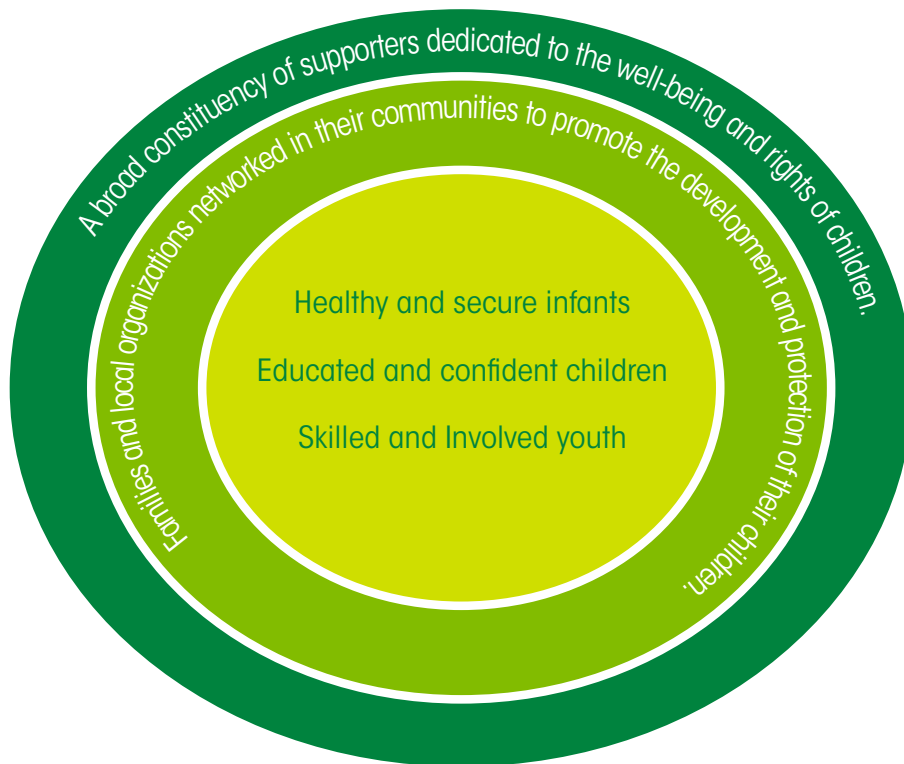 A broad constituency of supporters dedicated to the well-being and rights of children.
Families and local organizations networked in their communities to promote the development and protection of their children.
Healthy and secure infants
Educated and confident children
Skilled and Involved youth